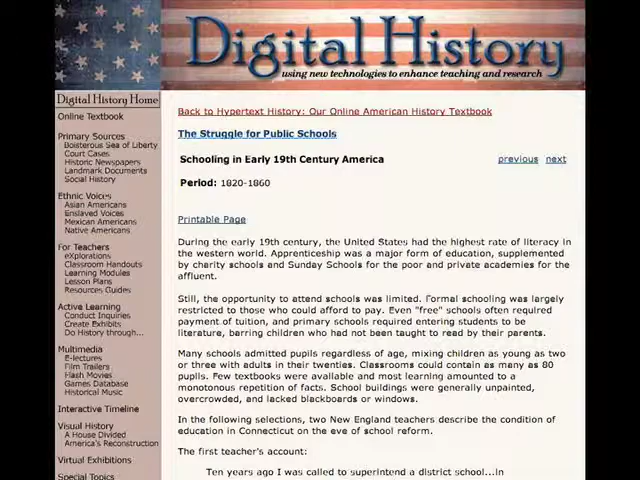 Digital History
using new technologies to enhance teaching and research
Digital History Home
Online Textbook
Primary Sources
Boisterous Sea of Liberty
Court Cases
Historic Newspapers
Landmark Documents
Social History
Ethnic Voices
Asian Americans
Enslaved Voices
Mexican Americans
Native Americans
For Teachers
eXplorations
Classroom Handouts
Learning Modules
Lesson Plans
Resources Guides
Active Learning
Conduct Inquiries
Create Exhibits
Do History through...
Multimedia
E-lectures
Film Trailers
Flash Movies
Games Database
Historical Music
Interactive Timeline
Visual History
A House Divided
America's Reconstruction
Virtual Exhibitions
Special Topics
Back to Hypertext History: Our Online American History Textbook
The Struggle for Public Schools
Schooling in Early 19th Century America
previous next
Period: 1820-1860
Printable Page
During the early 19th century, the United States had the highest rate of literacy in
the western world. Apprenticeship was a major form of education, supplemented
by charity schools and Sunday Schools for the poor and private academies for the
affluent.
Still, the opportunity to attend schools was limited. Formal schooling was largely
restricted to those who could afford to pay. Even "free" schools often required
payment of tuition, and primary schools required entering students to be
literature, barring children who had not been taught to read by their parents.
Many schools admitted pupils regardless of age, mixing children as young as two
or three with adults in their twenties. Classrooms could contain as many as 80
pupils. Few textbooks were available and most learning amounted to a
monotonous repetition of facts. School buildings were generally unpainted,
overcrowded, and lacked blackboards or windows.
In the following selections, two New England teachers describe the condition of
education in Connecticut on the eve of school reform.
The first teacher's account:
Ten years ago I was called to superintend a district school...in